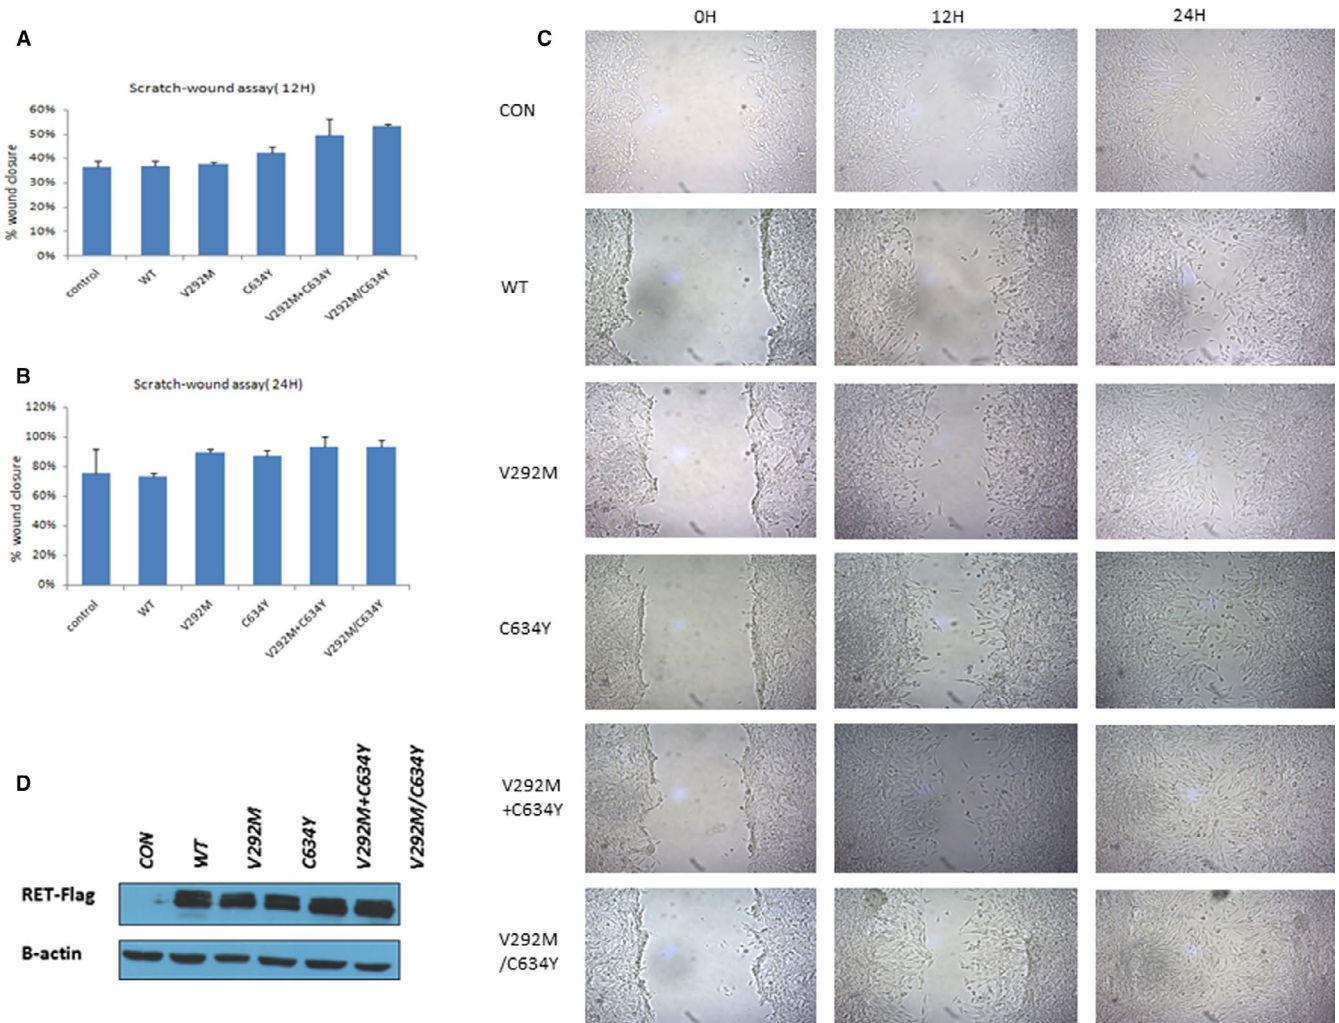 A
Scratch-wound assay( 12H)
% wound closure
60%
50%
40%
30%
20%
10%
0%
control
WT
V292M
C634Y
V292M+C634Y
V292M/C634Y
B
Scratch-wound assay( 24H)
% wound closure
120%
100%
80%
60%
40%
20%
0%
control
WT
V292M
C634Y
V292M+C634Y
V292M/C634Y
C
0H
12H
24H
CON
WT
V292M
C634Y
V292M
+C634Y
V292M
/C634Y
D
CON
WT
V292M
C634Y
V292M+C634Y
V292M/C634Y
RET-Flag
B-actin